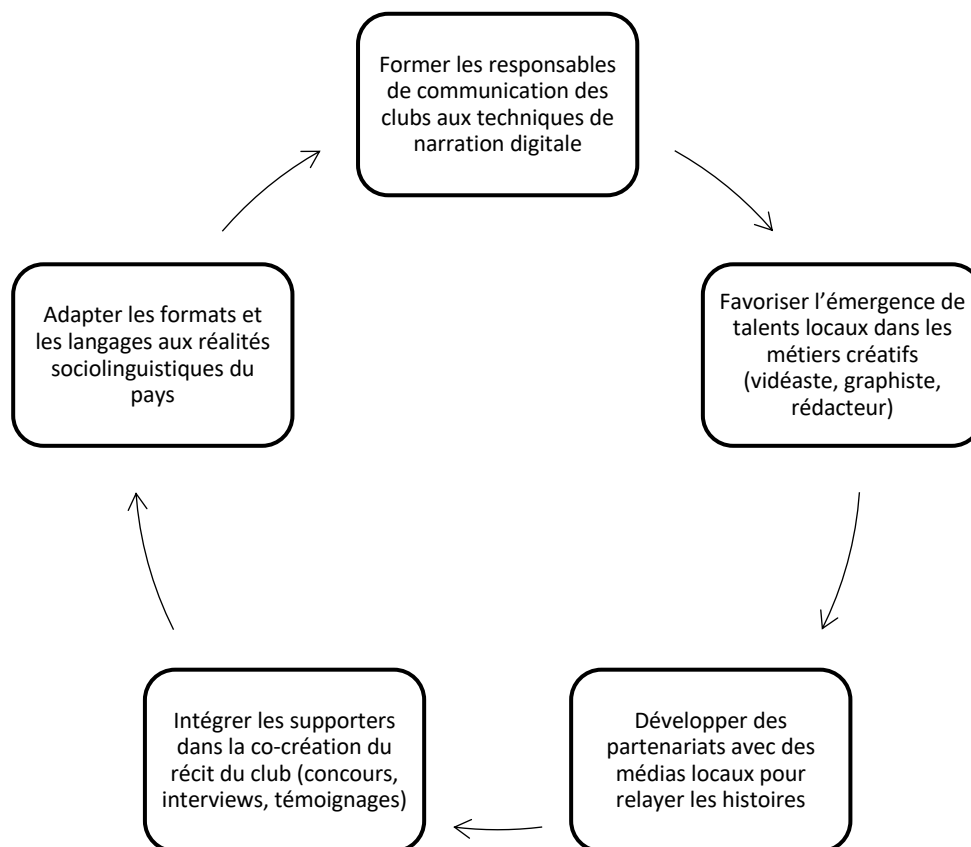 Former les responsables
de communication des
clubs aux techniques de
narration digitale
Favoriser l’émergence de
talents locaux dans les
métiers créatifs
(vidéaste, graphiste,
rédacteur)
Développer des
partenariats avec des
médias locaux pour
relayer les histoires
Intégrer les supporters
dans la co-création du
récit du club (concours,
interviews, témoignages)
Adapter les formats et
les langages aux réalités
sociolinguistiques du
pays